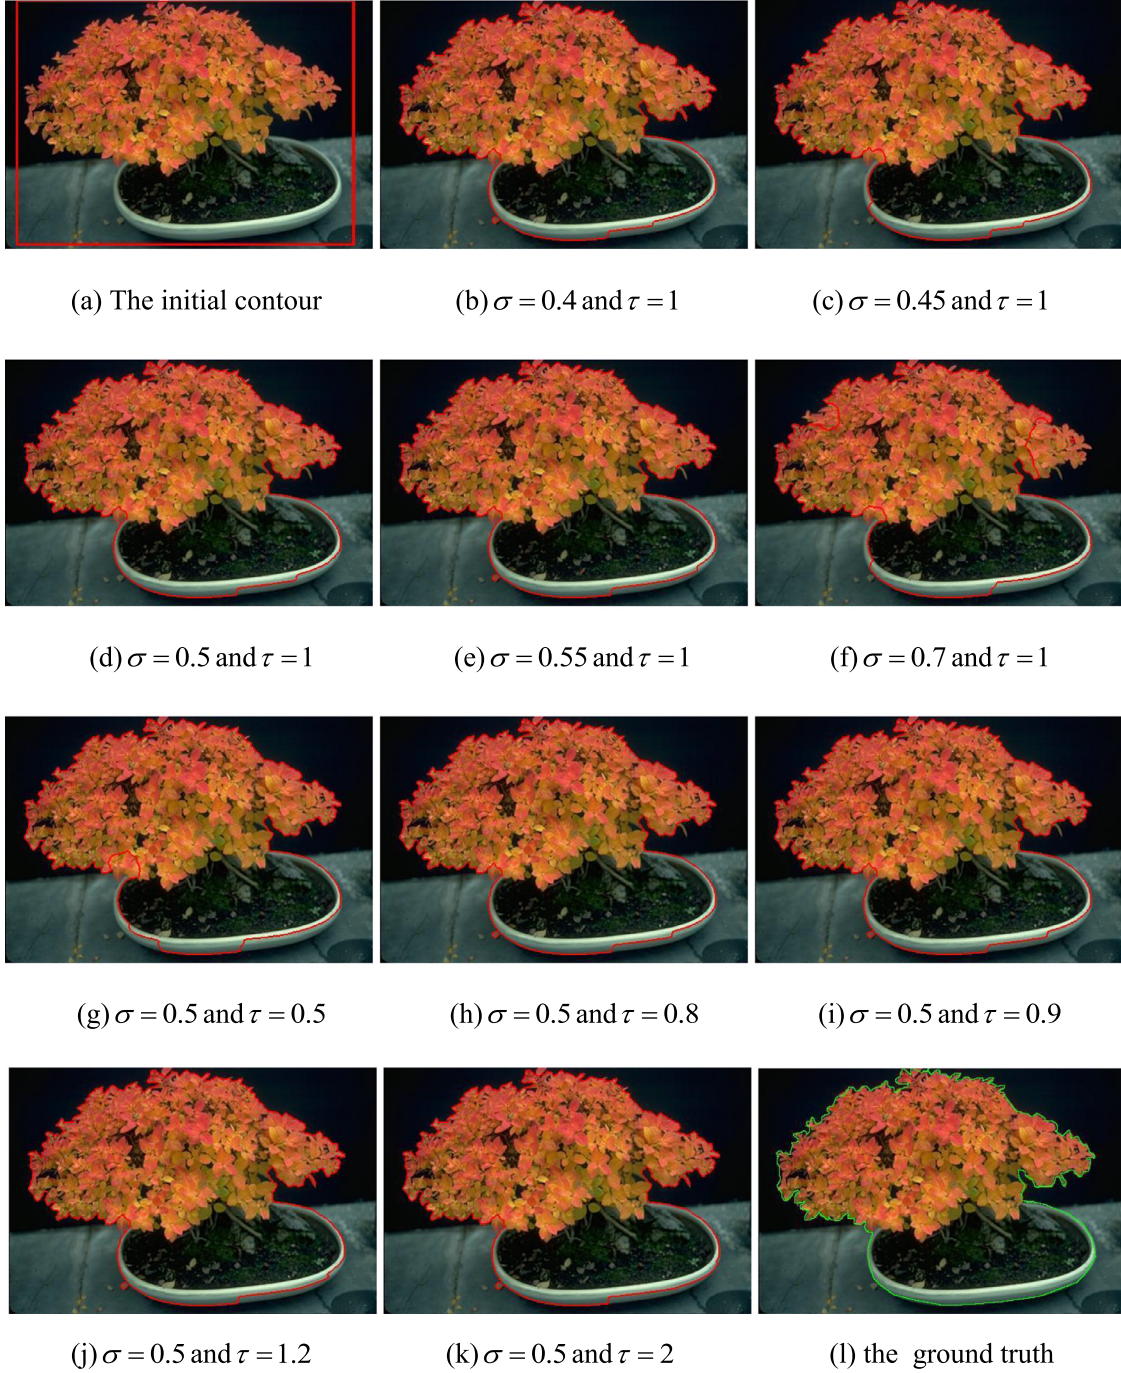 (a) The initial contour
(b) σ = 0.4 and τ = 1
(c) σ = 0.45 and τ = 1
(d) σ = 0.5 and τ = 1
(e) σ = 0.55 and τ = 1
(f) σ = 0.7 and τ = 1
(g) σ = 0.5 and τ = 0.5
(h) σ = 0.5 and τ = 0.8
(i) σ = 0.5 and τ = 0.9
(j) σ = 0.5 and τ = 1.2
(k) σ = 0.5 and τ = 2
(l) the ground truth